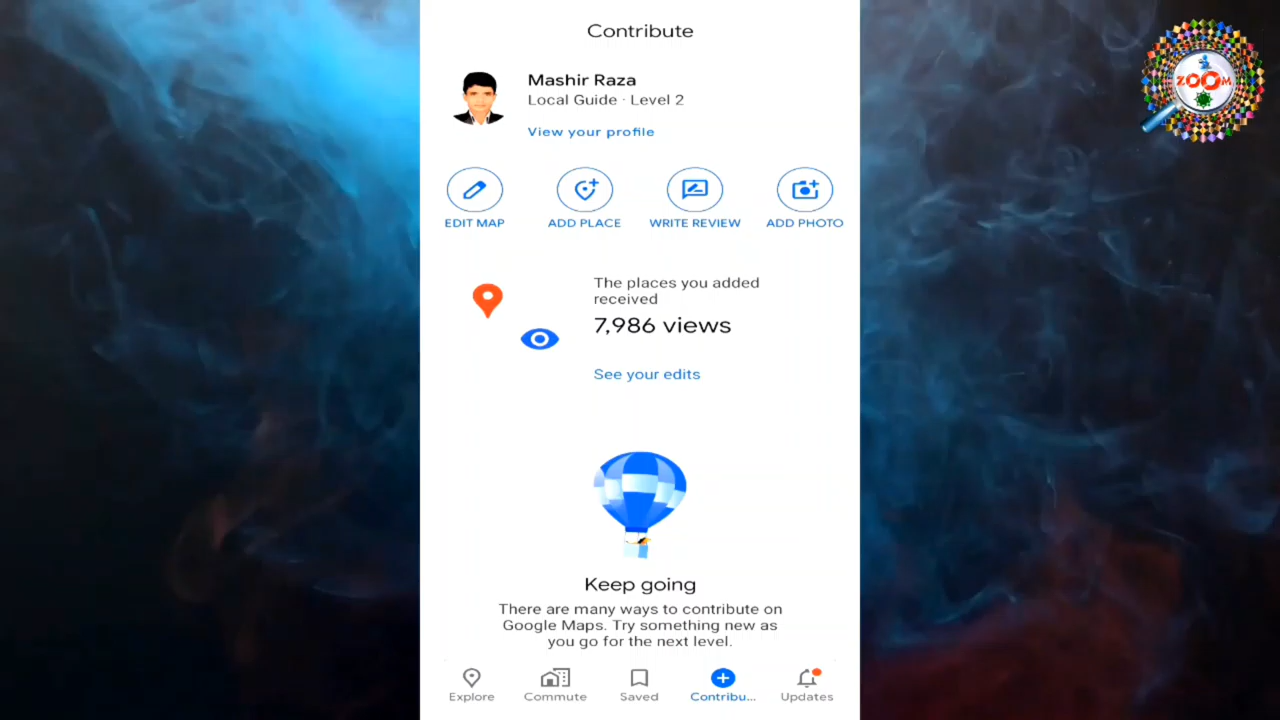 Contribute
ZOOM
Mashir Raza
Local Guide · Level 2
View your profile
EDIT MAP
ADD PLACE
WRITE REVIEW
ADD PHOTO
The places you added
received
7,986 views
See your edits
Keep going
There are many ways to contribute on
Google Maps. Try something new as
you go for the next level.
Explore
Commute
Saved
Contribu...
Updates